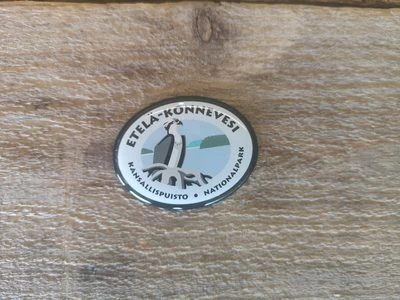 ETELÄ-KONNEVESI
KANSALLISPUISTO • NATIONALPARK